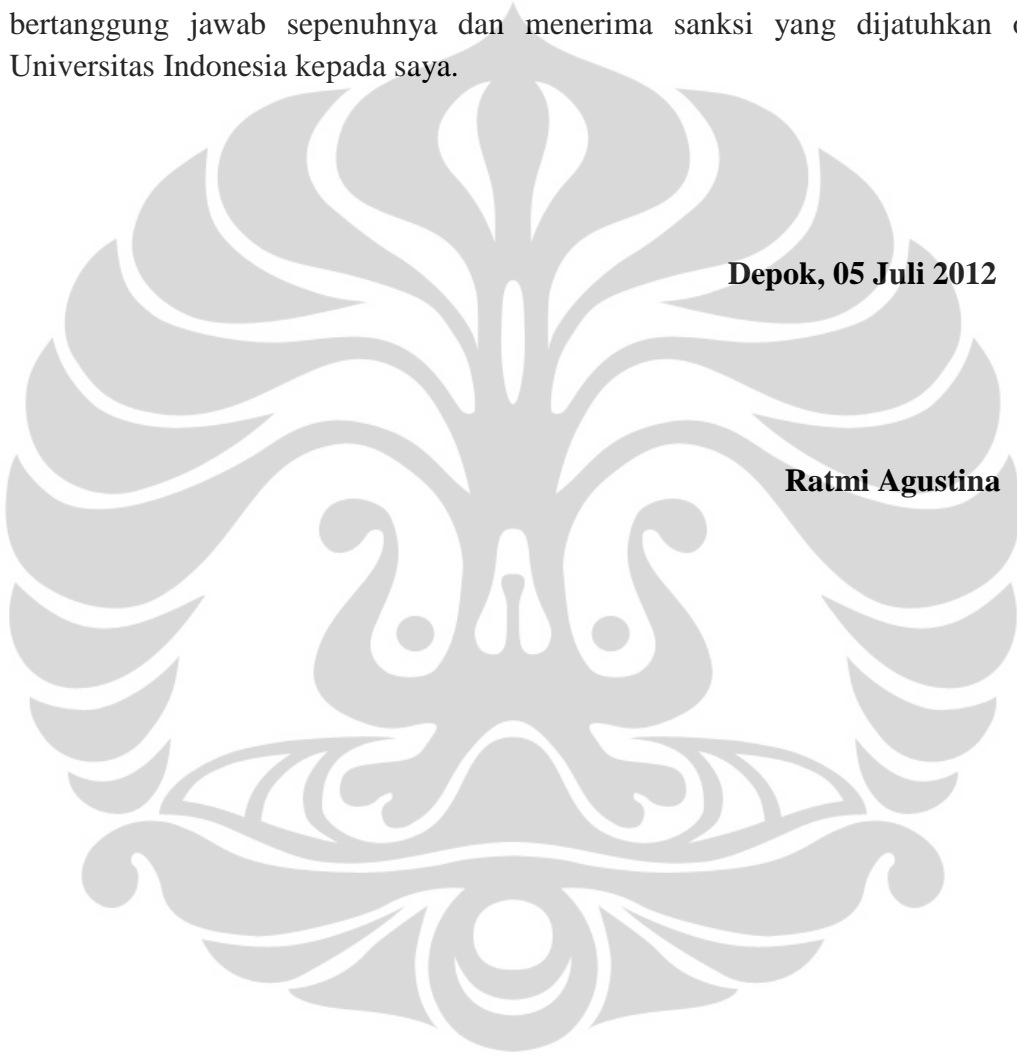 bertanggung jawab sepenuhnya dan menerima sanksi yang dijatuhkan
Universitas Indonesia kepada saya.
Depok, 05 Juli 2012
Ratmi Agustina